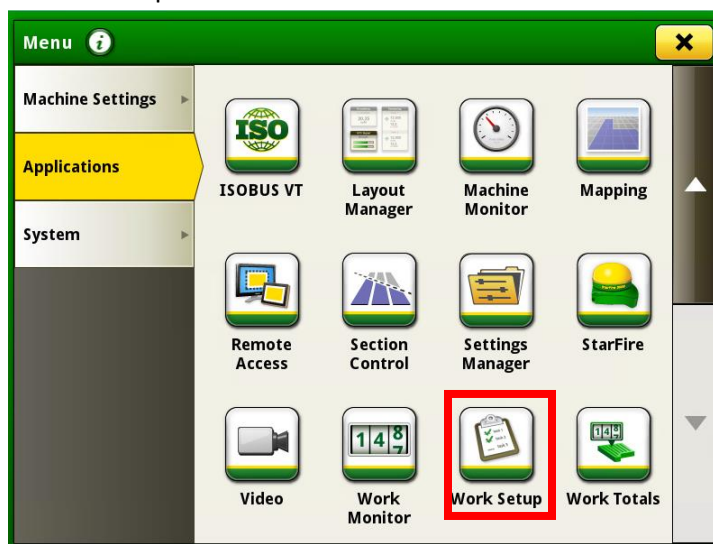 Menu i
Machine Settings
Applications
System
ISO
ISOBUS VT
Layout
Manager
Machine
Monitor
Mapping
Remote
Access
Section
Control
Settings
Manager
StarFire
Video
1 4 8 7
Work
Monitor
Work Setup
Work Totals